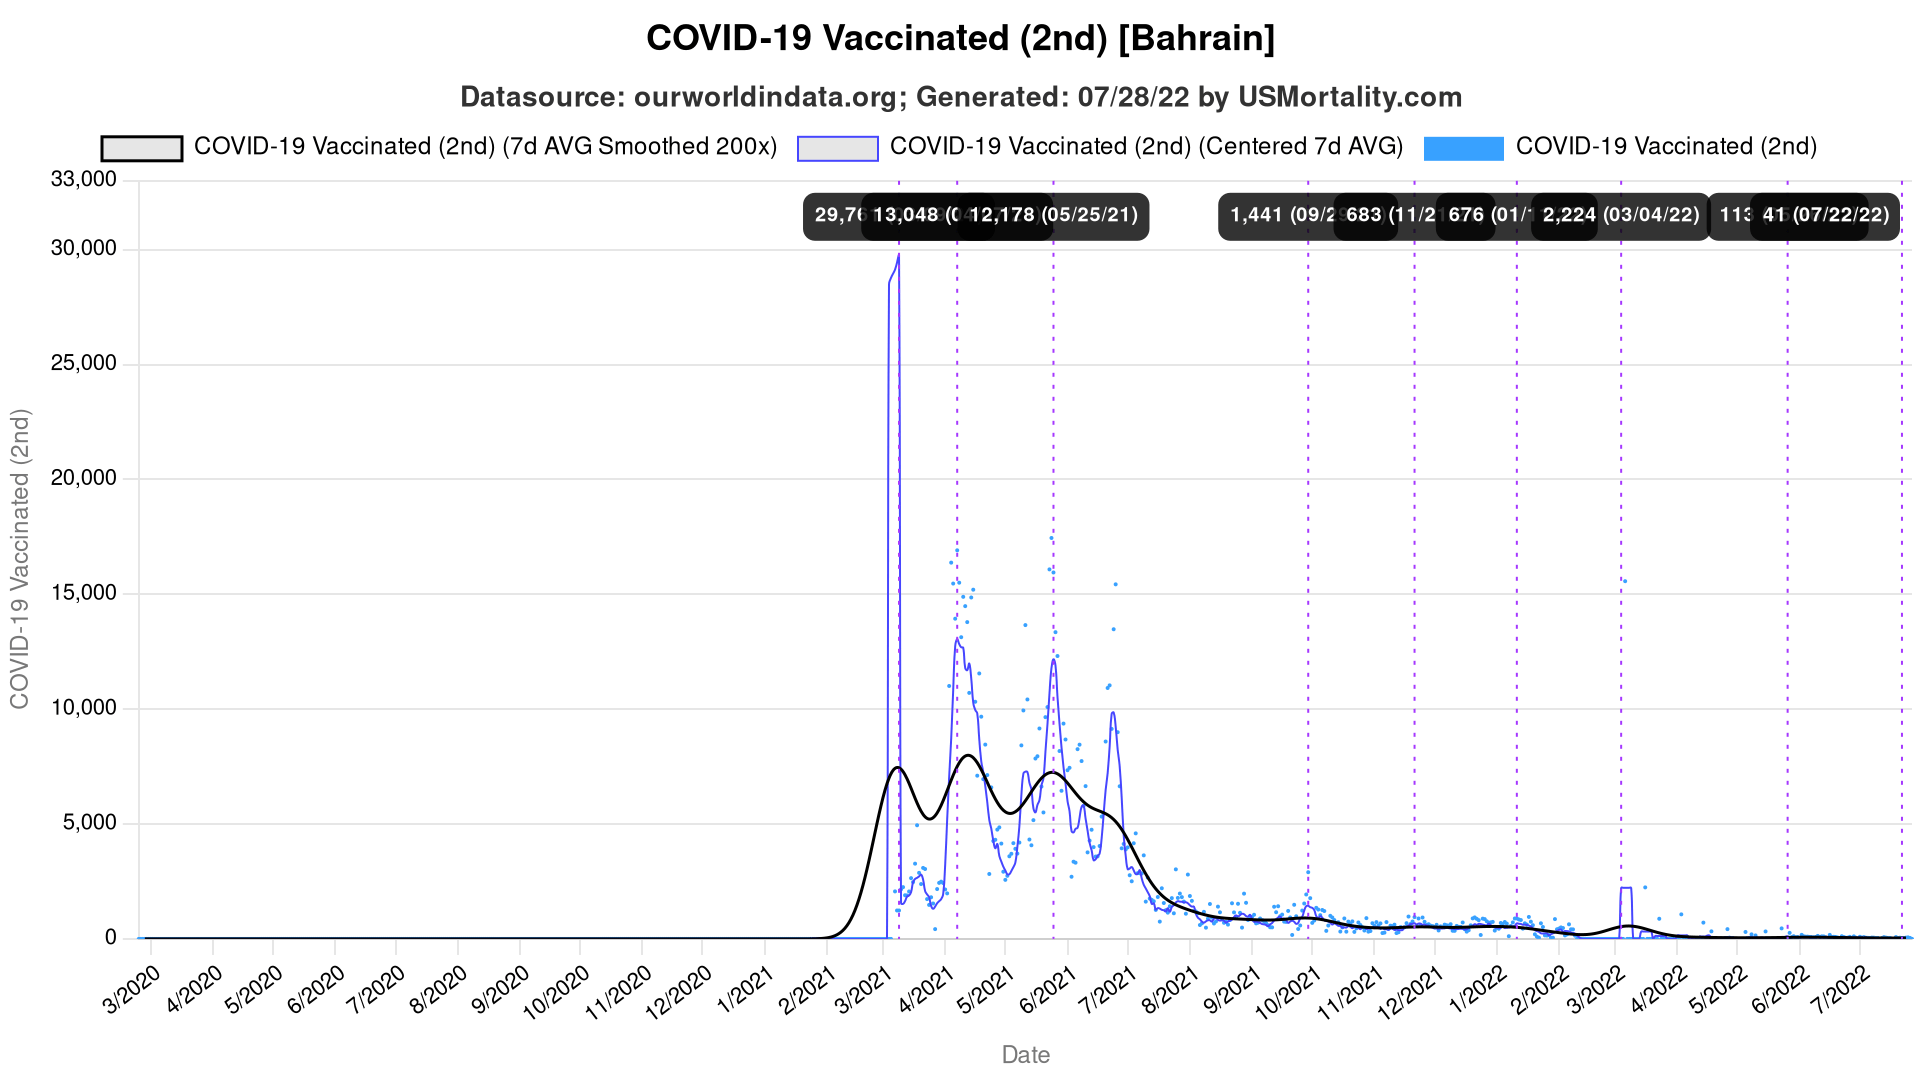 COVID-19 Vaccinated (2nd) [Bahrain]
Datasource: ourworldindata.org; Generated: 07/28/22 by USMortality.com
COVID-19 Vaccinated (2nd) (7d AVG Smoothed 200x) COVID-19 Vaccinated (2nd) (Centered 7d AVG) COVID-19 Vaccinated (2nd)
33,000
13,048 12,178 (05/25/21) 1,441 683 676 2,224 (03/04/22) 113 41 (07/22/22)
30,000
25,000
20,000
15,000
10,000
5,000
0
COVID-19 Vaccinated (2nd)
3/2020 4/2020 5/2020 6/2020 7/2020 8/2020 9/2020 10/2020 11/2020 12/2020 1/2021 2/2021 3/2021 4/2021 5/2021 6/2021 7/2021 8/2021 9/2021 10/2021 11/2021 12/2021 1/2022 2/2022 3/2022 4/2022 5/2022 6/2022 7/2022
Date